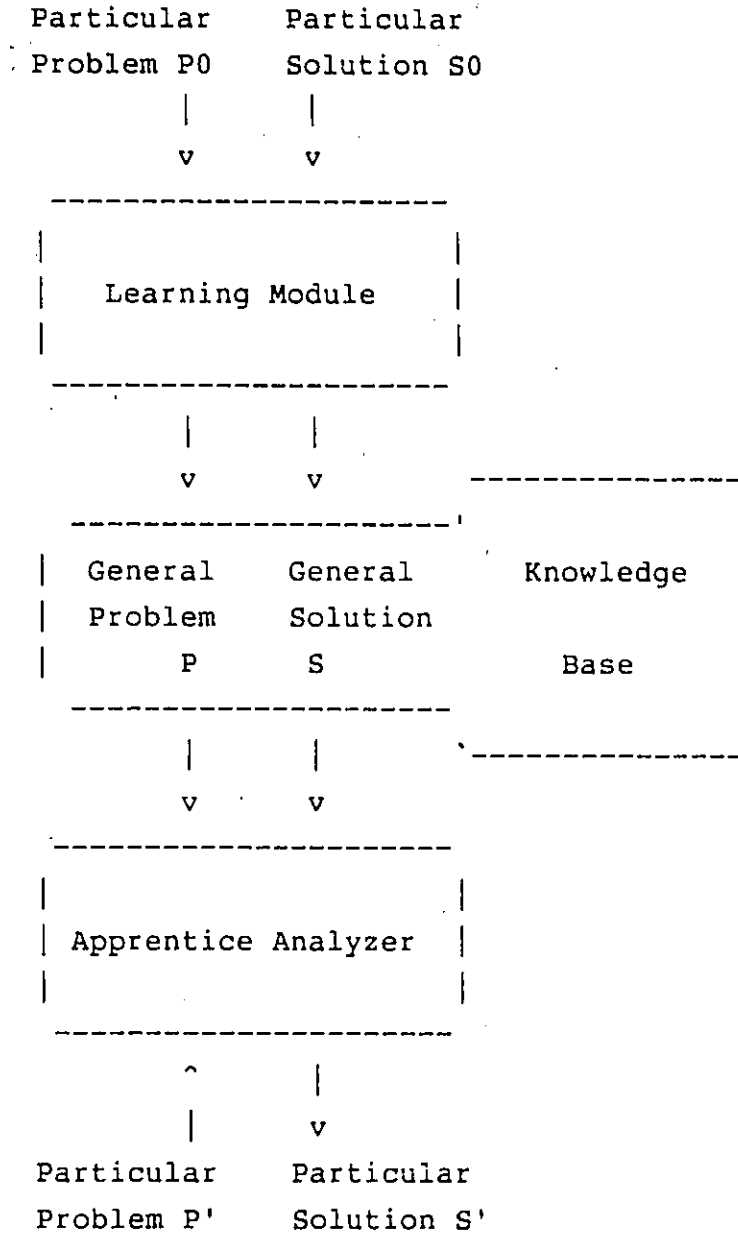 Particular Particular
Problem P0 Solution S0
Learning Module
General General Knowledge
Problem Solution
P S Base
Apprentice Analyzer
Particular Particular
Problem P' Solution S'